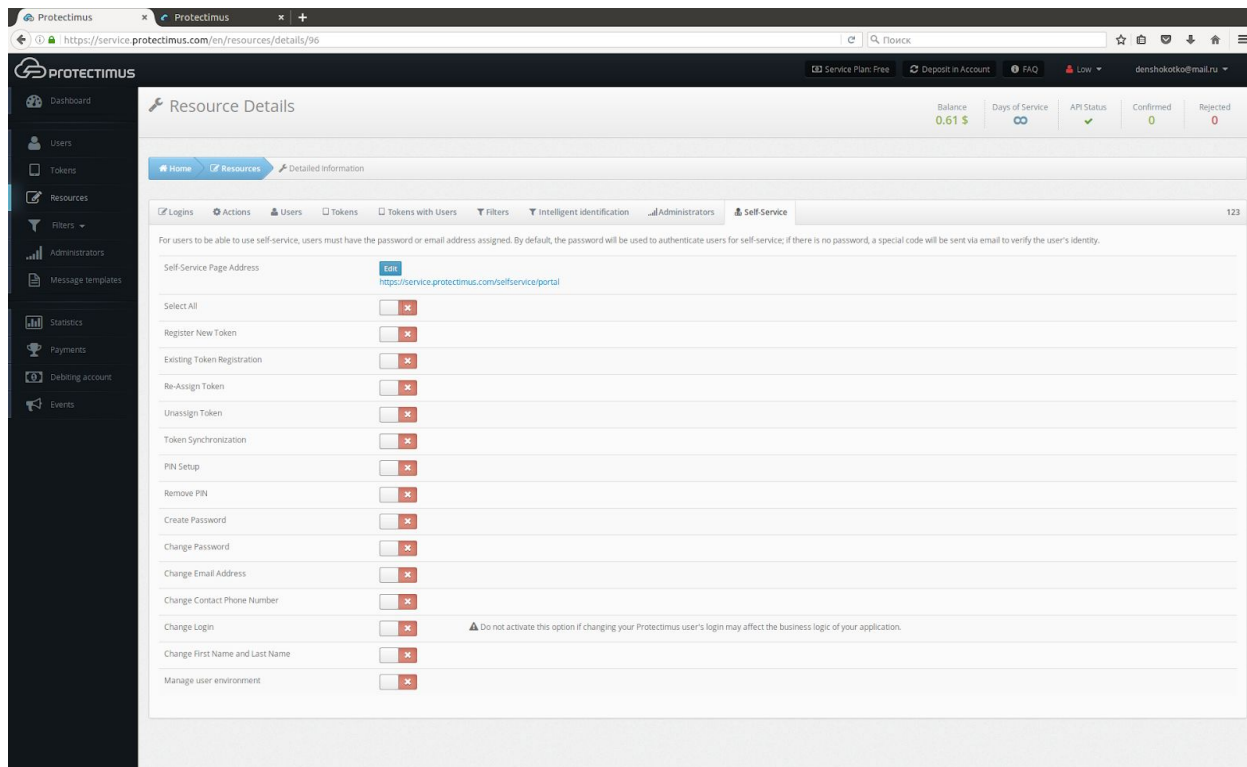 Protectimus
Protectimus
https://service.protectimus.com/en/resources/details/96
Поиск
PROTECTIMUS
Service Plan: Free
Deposit in Account
FAQ
Low
denshokotko@mail.ru
Dashboard
Users
Tokens
Resources
Filters
Administrators
Message templates
Statistics
Payments
Debiting account
Events
Resource Details
Balance
0.61 $
Days of Service
∞
API Status
Confirmed
0
Rejected
0
Home
Resources
Detailed Information
Logins
Actions
Users
Tokens
Tokens with Users
Filters
Intelligent identification
Administrators
Self-Service
123
For users to be able to use self-service, users must have the password or email address assigned. By default, the password will be used to authenticate users for self-service; if there is no password, a special code will be sent via email to verify the user's identity.
Self-Service Page Address
Edit
https://service.protectimus.com/selfservice/portal
Select All
Register New Token
Existing Token Registration
Re-Assign Token
Unassign Token
Token Synchronization
PIN Setup
Remove PIN
Create Password
Change Password
Change Email Address
Change Contact Phone Number
Change Login
Do not activate this option if changing your Protectimus user's login may affect the business logic of your application.
Change First Name and Last Name
Manage user environment